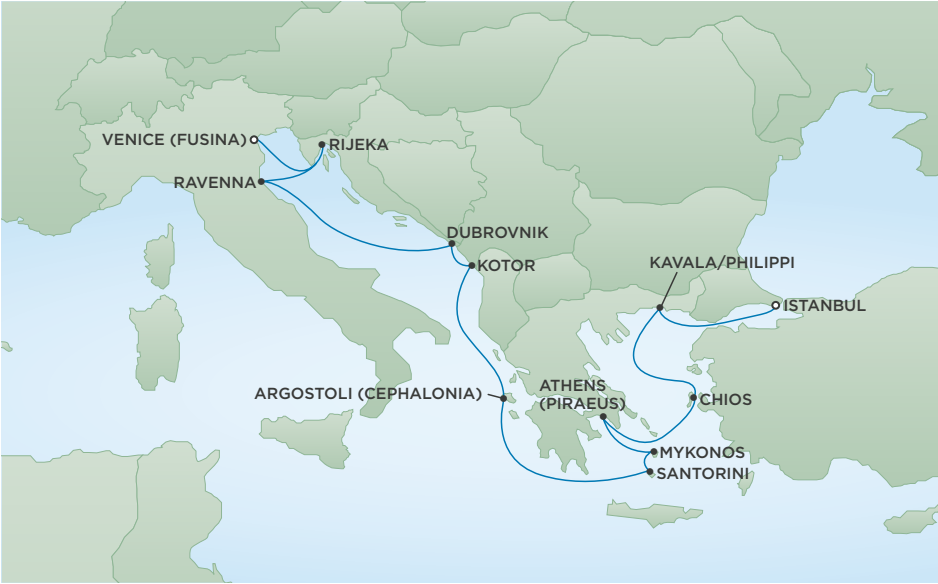 VENICE (FUSINA)
RIJEKA
RAVENNA
DUBROVNIK
KOTOR
KAVALA/PHILIPPI
ISTANBUL
ARGOSTOLI (CEPHALONIA)
ATHENS
(PIRAEUS)
CHIOS
MYKONOS
SANTORINI